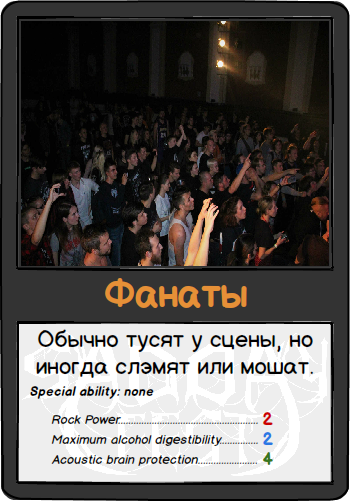 Фанаты
Обычно тусят у сцены, но
иногда слэмят или мошат.
Special ability: none
Rock Power 2
Maximum alcohol digestibility 2
Acoustic brain protection 4